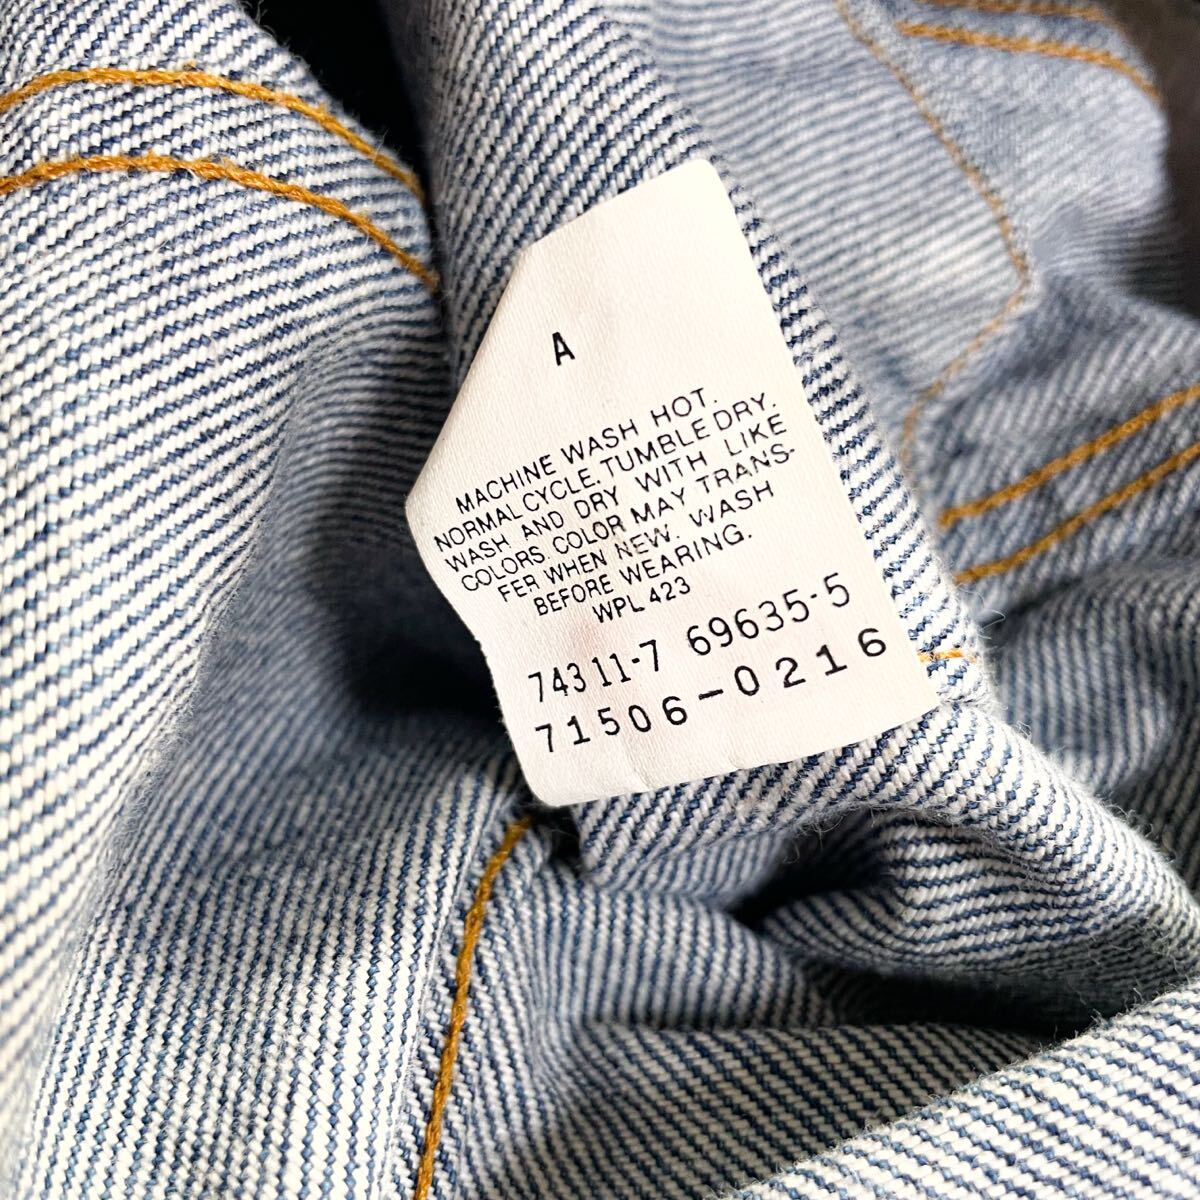 A
MACHINE WASH HOT.
NORMAL CYCLE. TUMBLE DRY.
WASH AND DRY WITH LIKE
COLORS. COLOR MAY TRANS-
FER WHEN NEW. WASH
BEFORE WEARING.
WPL 423
74311-7 69635-5
71506-0216